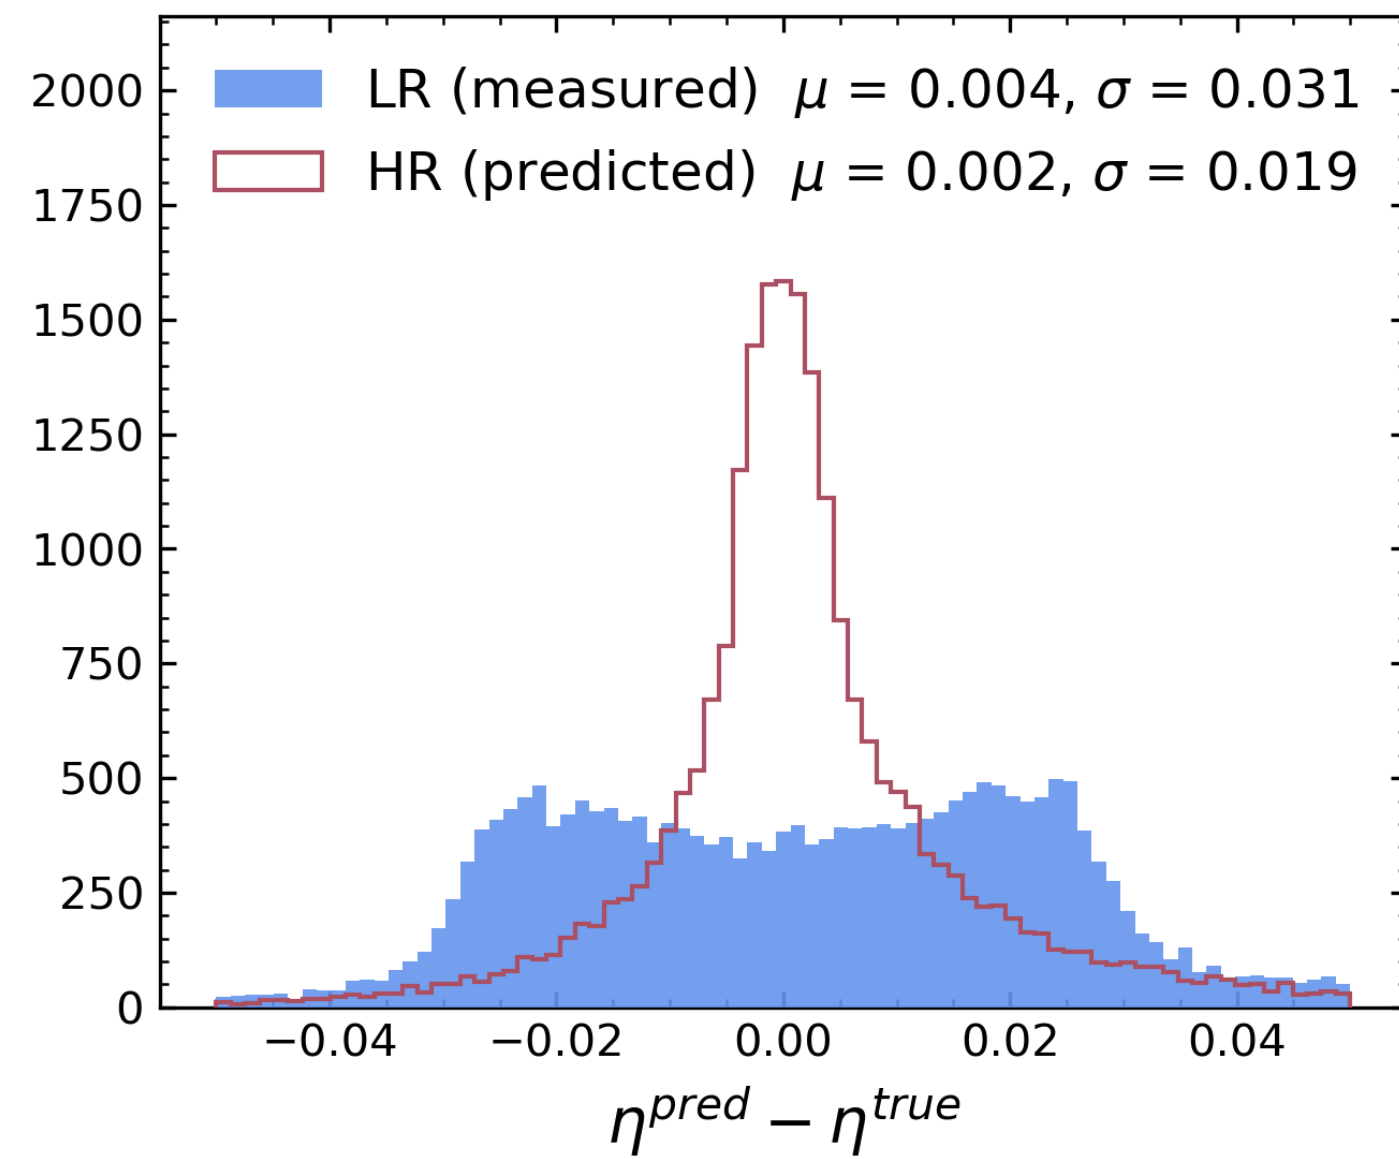 LR (measured) μ = 0.004, σ = 0.031
HR (predicted) μ = 0.002, σ = 0.019
2000
1750
1500
1250
1000
750
500
250
0
−0.04 −0.02 0.00 0.02 0.04
η^pred − η^true